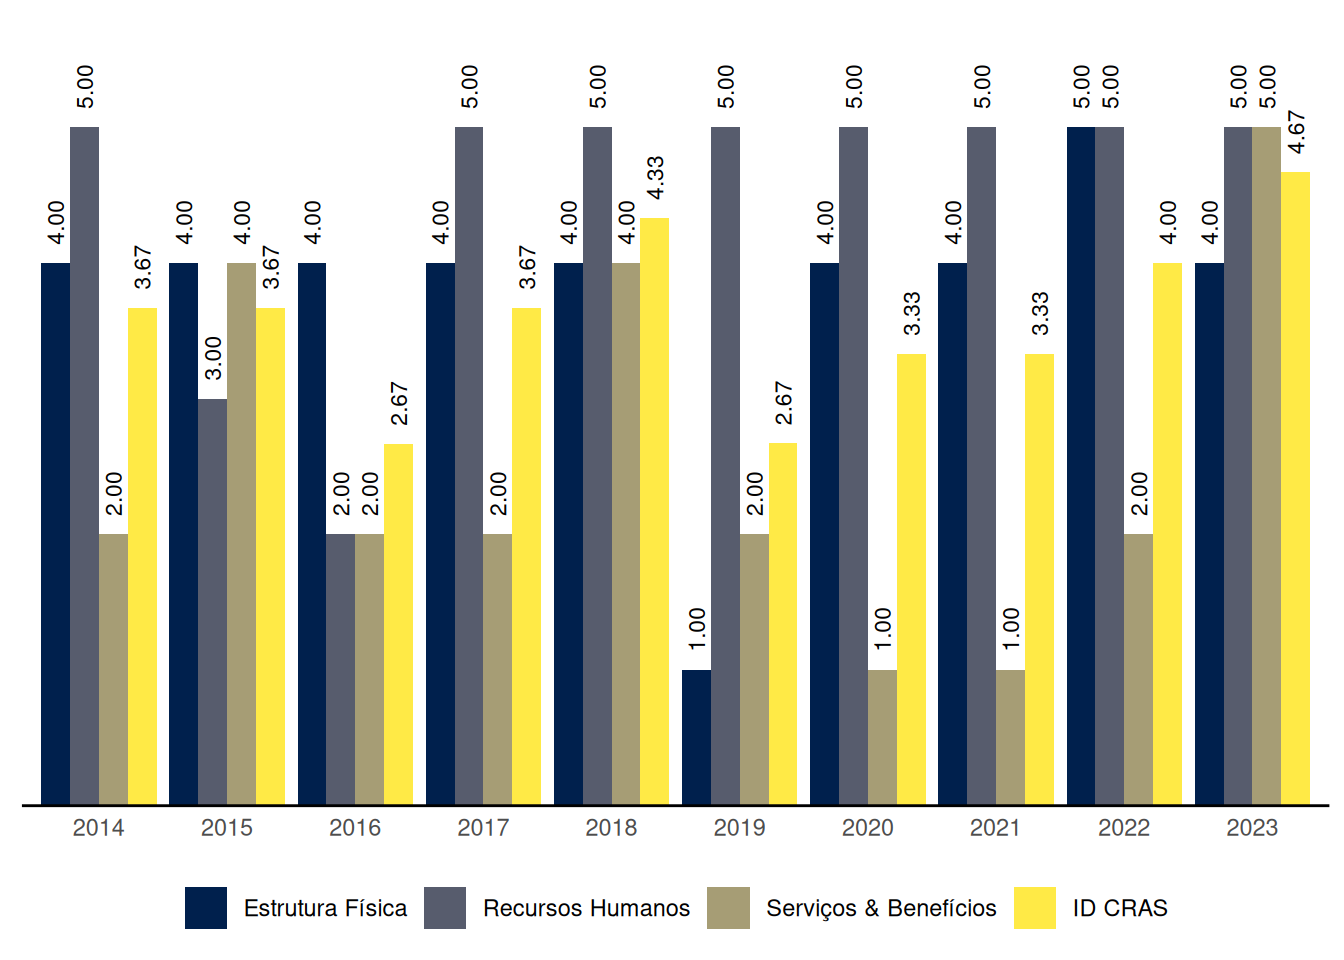 5.00 5.00 5.00 5.00 5.00 5.00 5.00 5.00 5.00 5.00
4.67
4.33
4.00 4.00 4.00 4.00 4.00 4.00 4.00 4.00 4.00 4.00 4.00
3.67 3.67 3.67
3.33 3.33
3.00
2.67 2.67
2.00 2.00 2.00 2.00 2.00 2.00
1.00 1.00 1.00
2014 2015 2016 2017 2018 2019 2020 2021 2022 2023
Estrutura Física Recursos Humanos Serviços & Benefícios ID CRAS